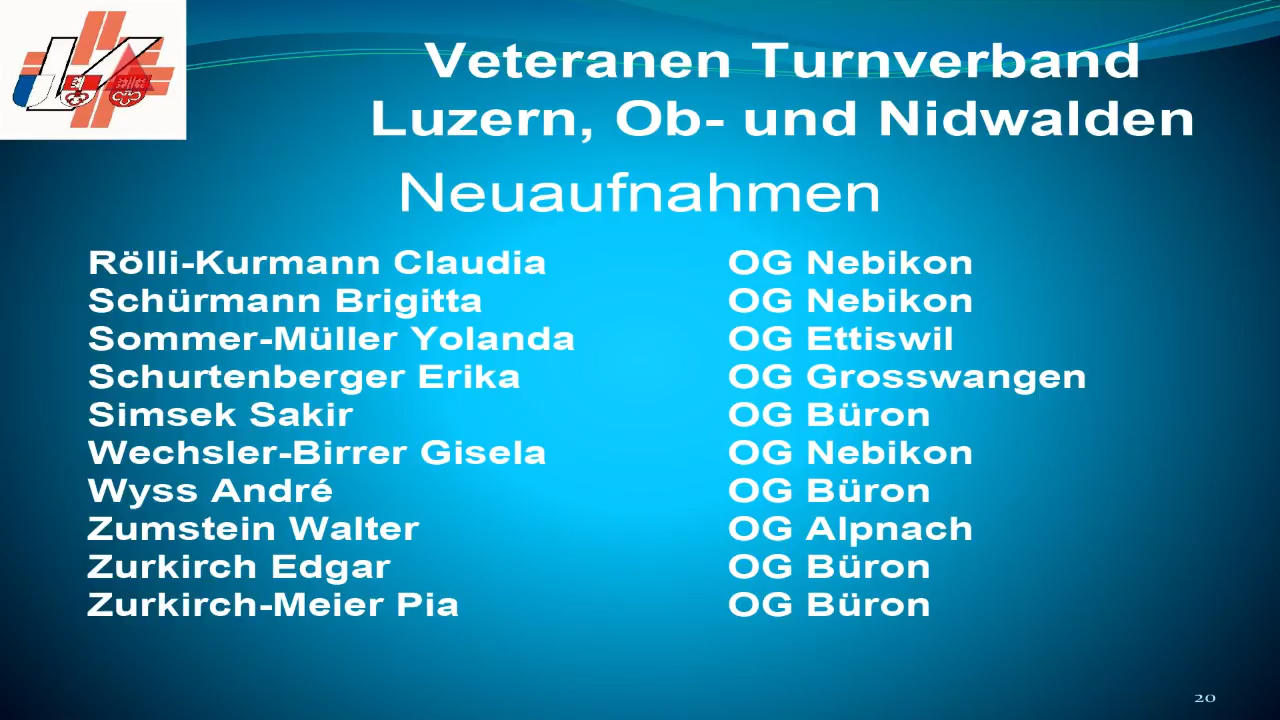 Veteranen Turnverband
Luzern, Ob- und Nidwalden
Neuaufnahmen
Rölli-Kurmann Claudia OG Nebikon
Schürmann Brigitta OG Nebikon
Sommer-Müller Yolanda OG Ettiswil
Schurtenberger Erika OG Grosswangen
Simsek Sakir OG Büron
Wechsler-Birrer Gisela OG Nebikon
Wyss André OG Büron
Zumstein Walter OG Alpnach
Zurkirch Edgar OG Büron
Zurkirch-Meier Pia OG Büron
20